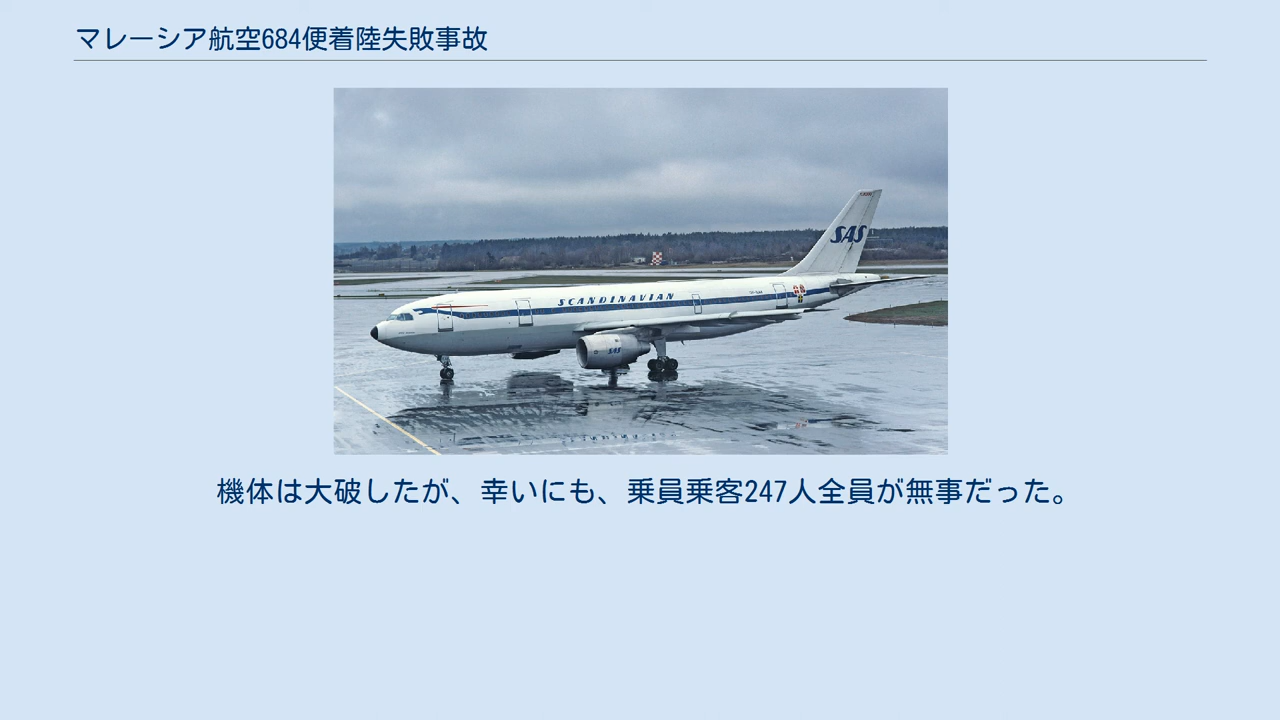 マレーシア航空684便着陸失敗事故
SAS
SCANDINAVIAN
SAS
機体は大破したが、幸いにも、乗員乗客247人全員が無事だった。